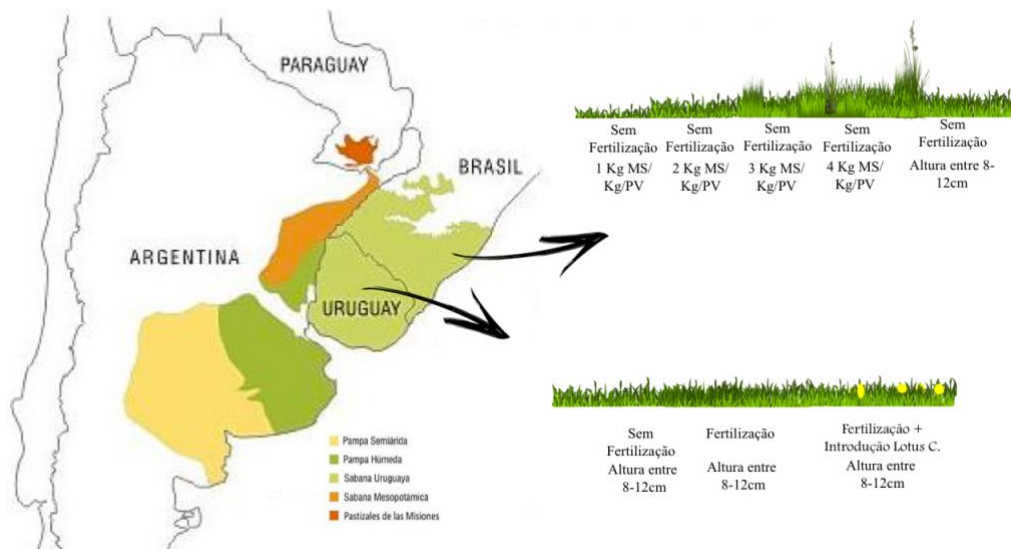 PARAGUAY
BRASIL
ARGENTINA
URUGUAY
Pampa Semiárida
Pampa Húmeda
Sabana Uruguaya
Sabana Mesopotámica
Pastizales de las Misiones
Sem
Fertilização
1 Kg MS/
Kg/PV
Sem
Fertilização
2 Kg MS/
Kg/PV
Sem
Fertilização
3 Kg MS/
Kg/PV
Sem
Fertilização
4 Kg MS/
Kg/PV
Sem
Fertilização
Altura entre 8-
12cm
Sem
Fertilização
Altura entre
8-12cm
Fertilização
Altura entre
8-12cm
Fertilização +
Introdução Lotus C.
Altura entre
8-12cm